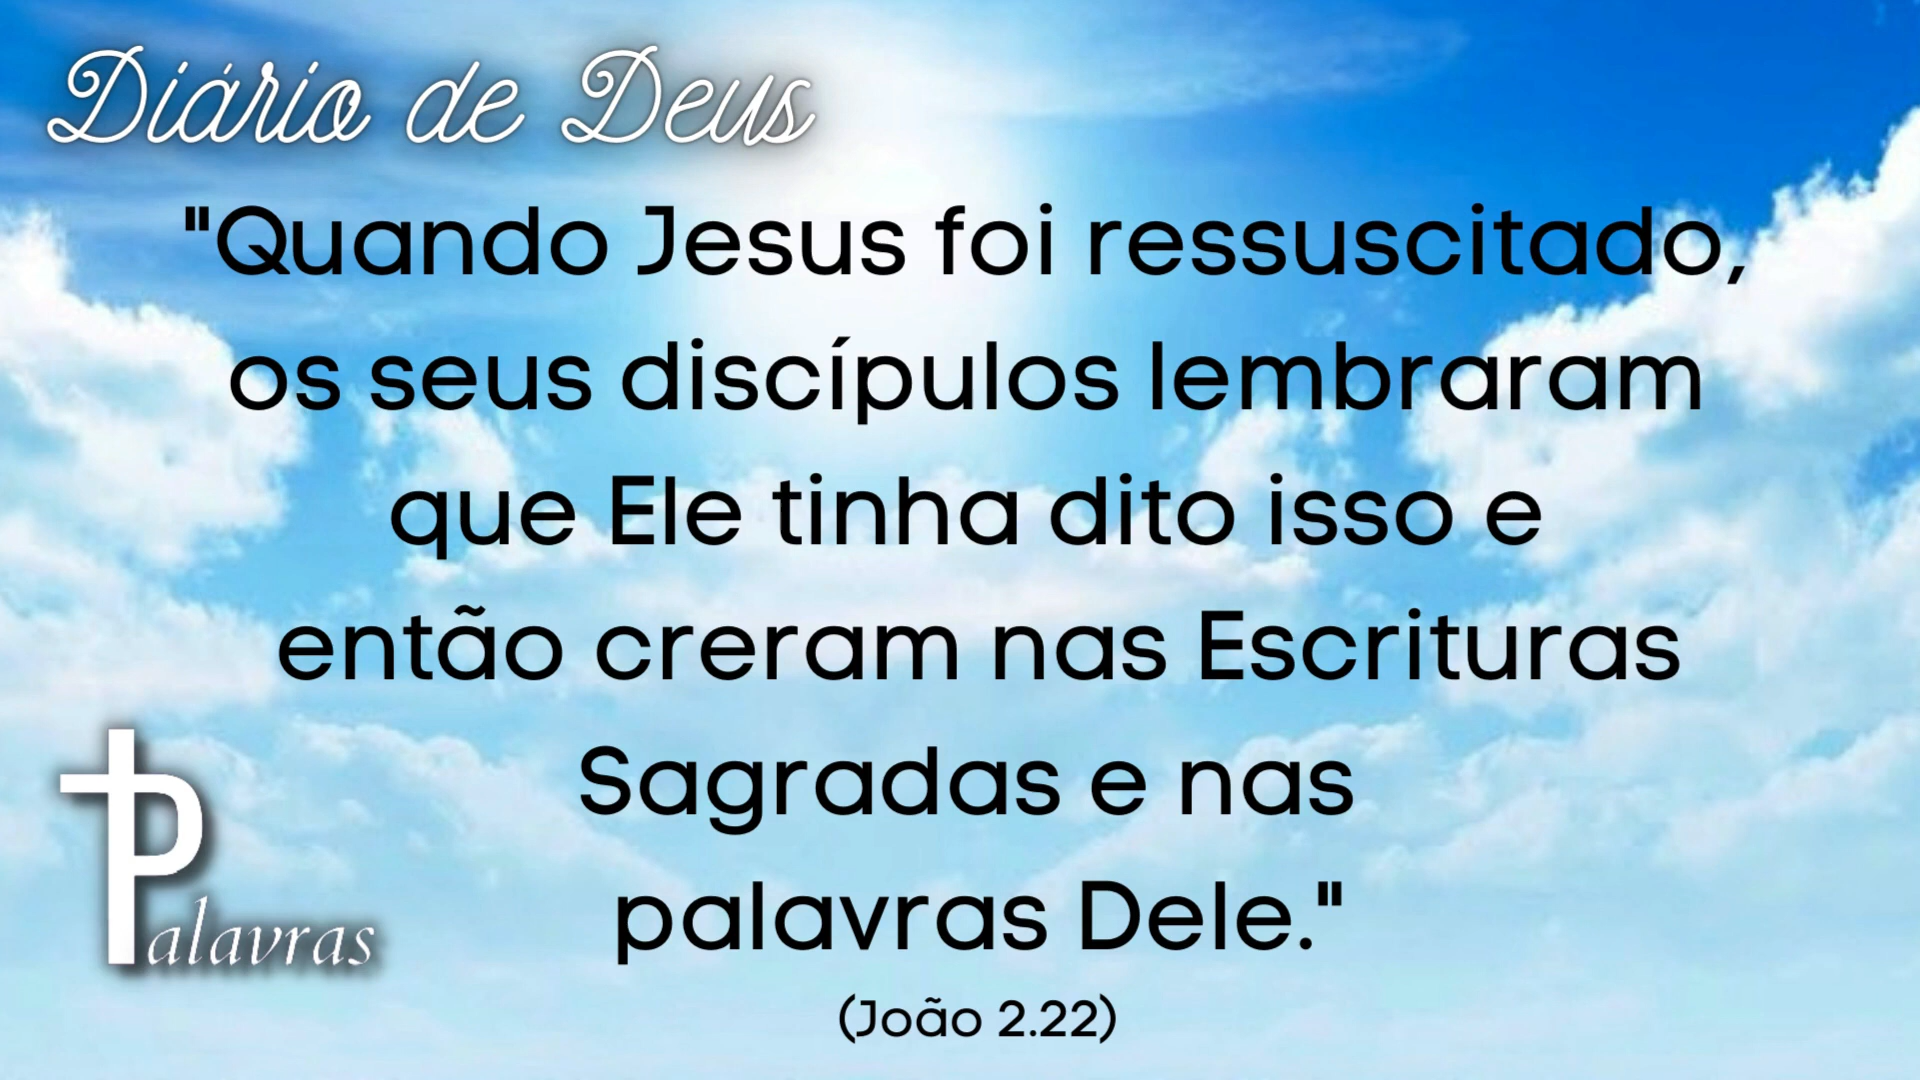 Diário de Deus
"Quando Jesus foi ressuscitado,
os seus discípulos lembraram
que Ele tinha dito isso e
então creram nas Escrituras
Sagradas e nas
palavras Dele."
Palavras
(João 2.22)